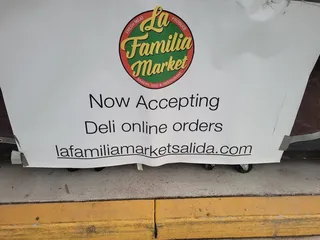 La
Familia
Market
Now Accepting
Deli online orders
lafamiliamarketsalida.com